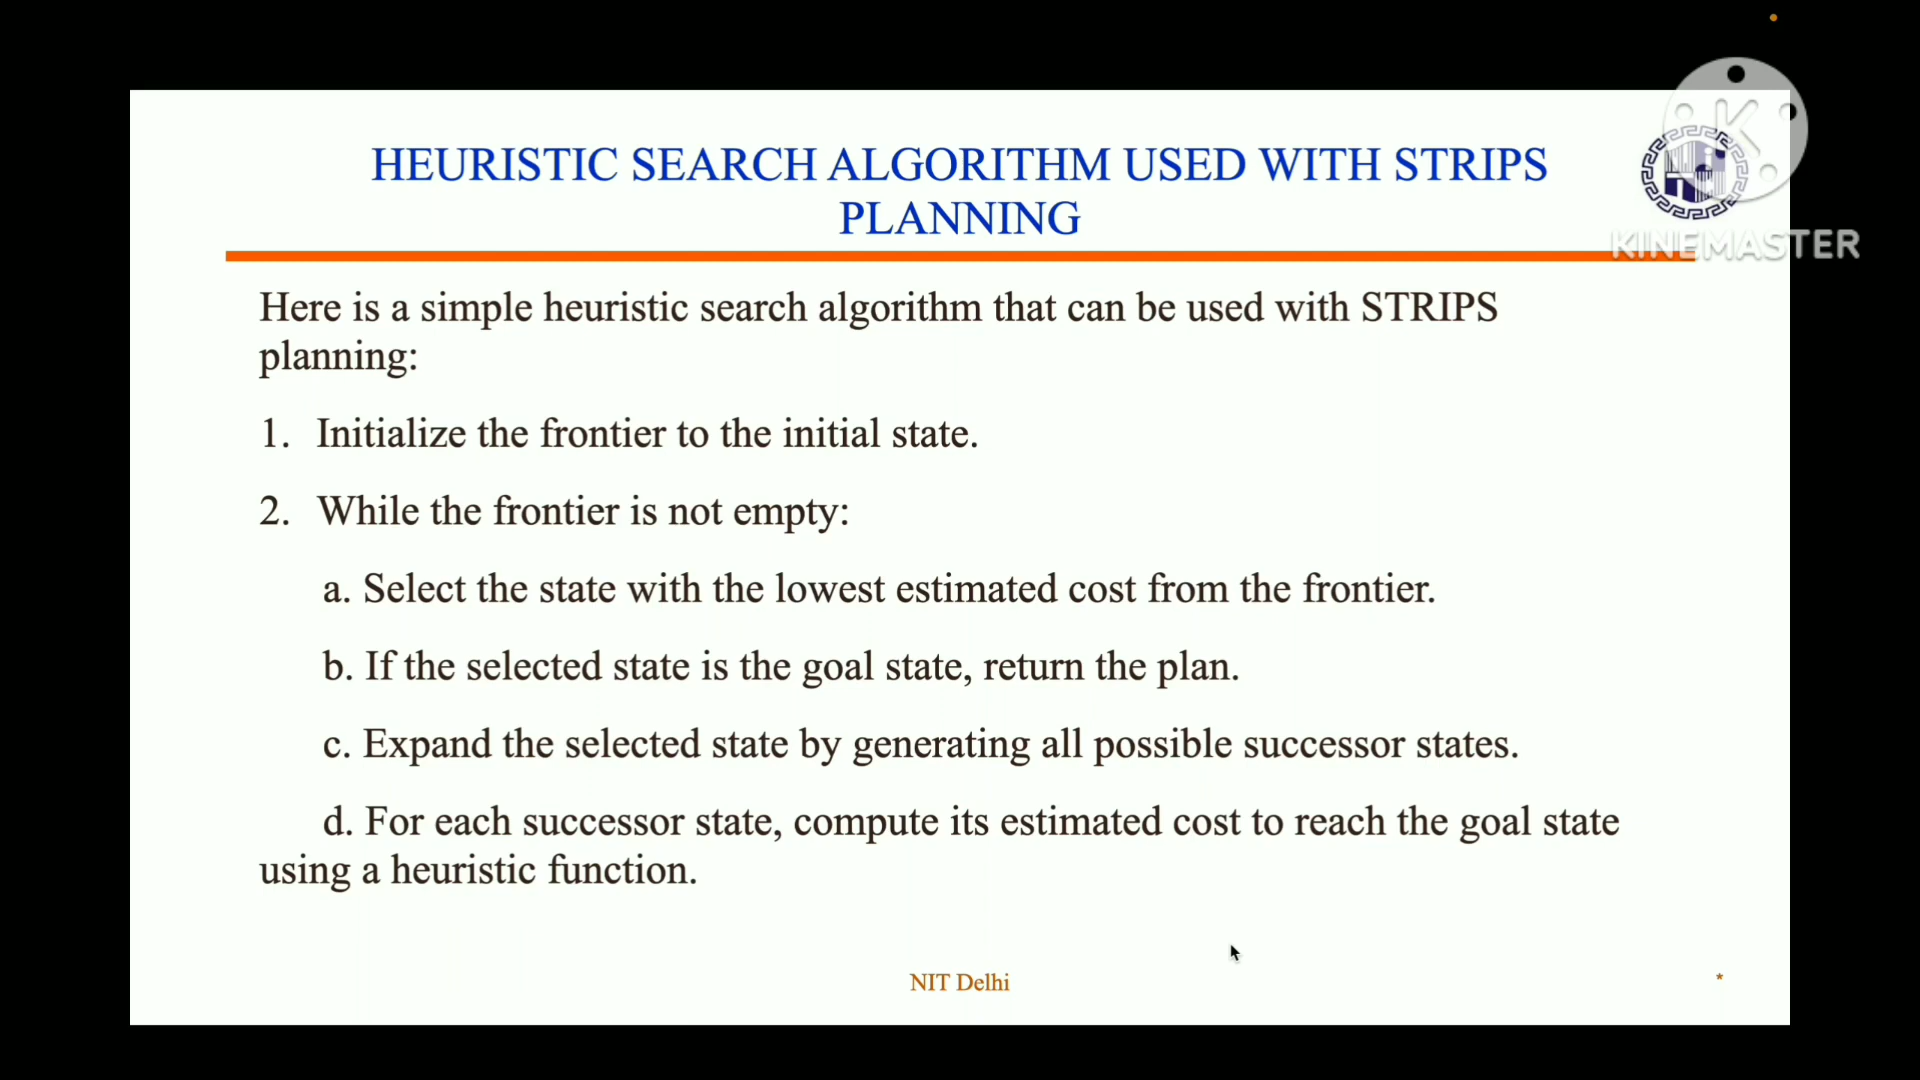 HEURISTIC SEARCH ALGORITHM USED WITH STRIPS
PLANNING
KINEMASTER
Here is a simple heuristic search algorithm that can be used with STRIPS
planning:
1. Initialize the frontier to the initial state.
2. While the frontier is not empty:
a. Select the state with the lowest estimated cost from the frontier.
b. If the selected state is the goal state, return the plan.
c. Expand the selected state by generating all possible successor states.
d. For each successor state, compute its estimated cost to reach the goal state
using a heuristic function.
NIT Delhi
*